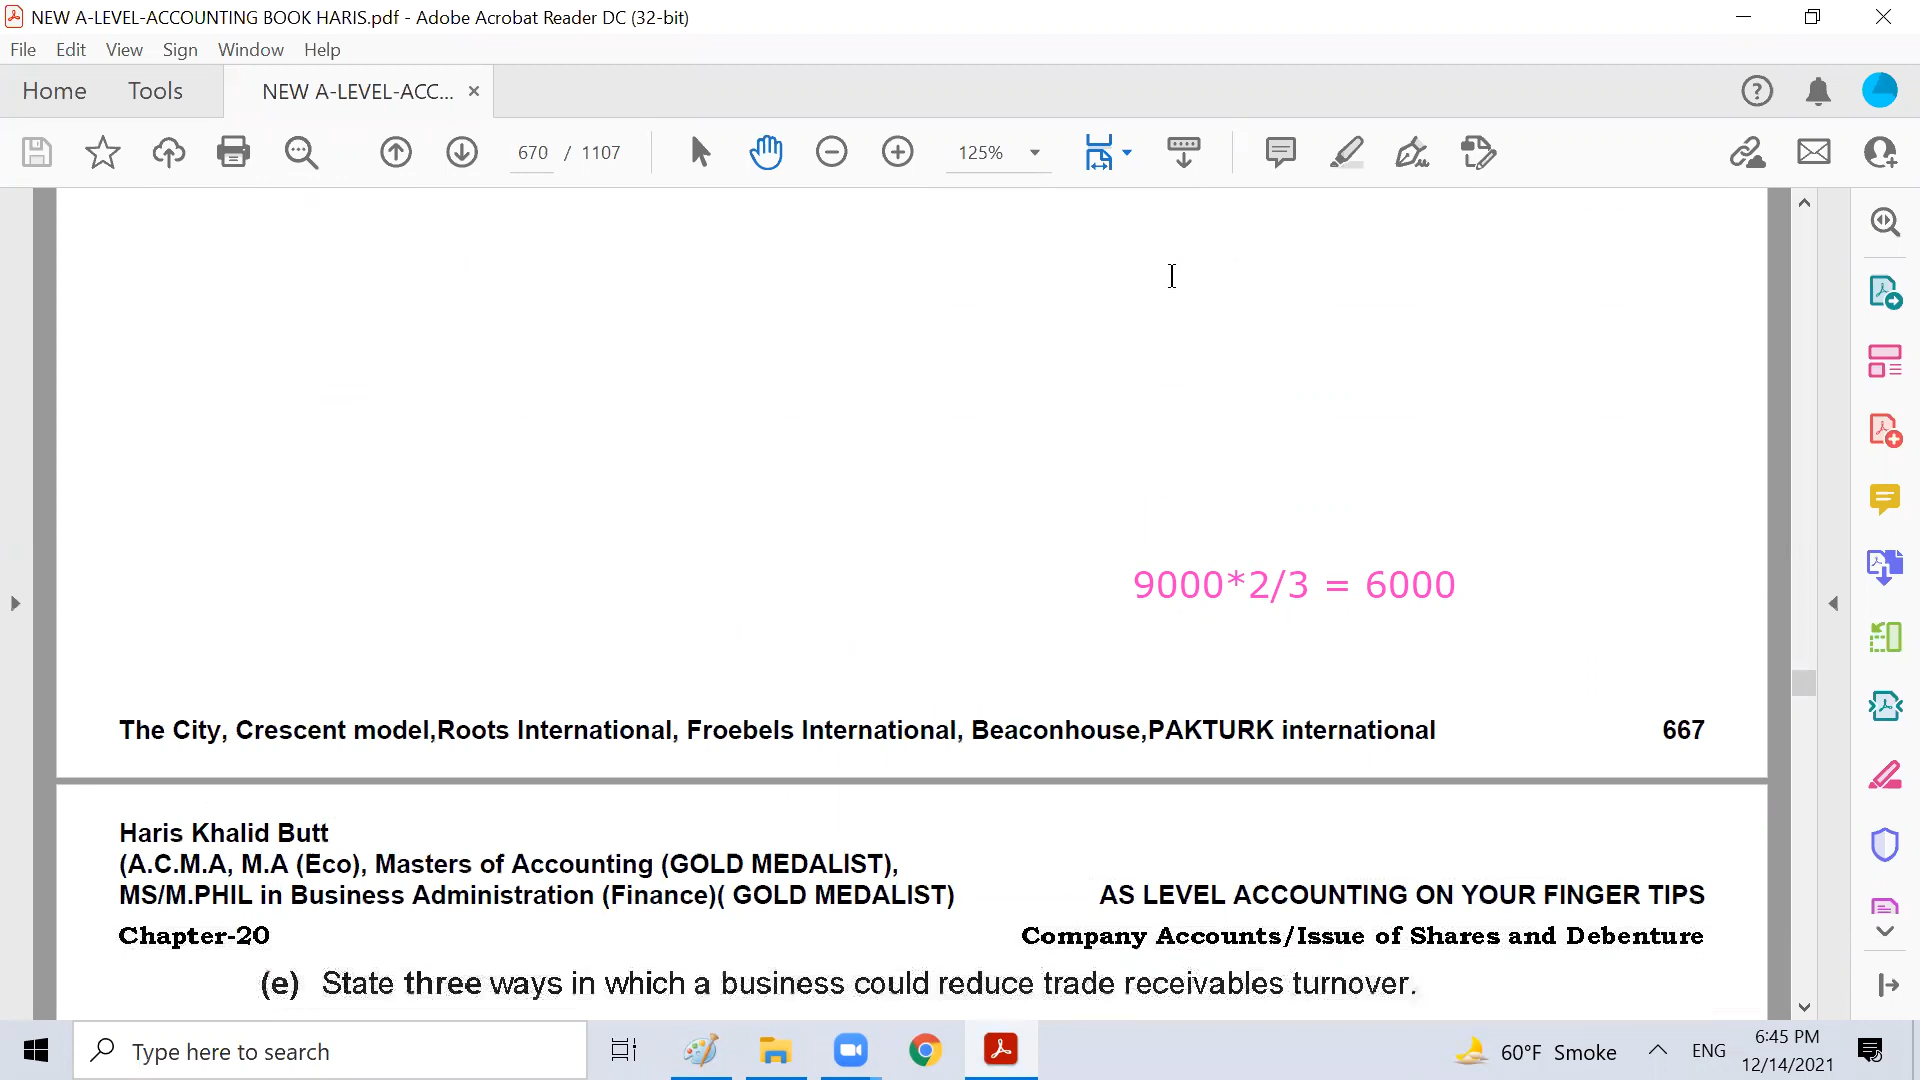 NEW A-LEVEL-ACCOUNTING BOOK HARIS.pdf - Adobe Acrobat Reader DC (32-bit)
File Edit View Sign Window Help
Home Tools NEW A-LEVEL-ACC... ×
670 / 1107 125%
9000*2/3 = 6000
The City, Crescent model,Roots International, Froebels International, Beaconhouse,PAKTURK international 667
Haris Khalid Butt
(A.C.M.A, M.A (Eco), Masters of Accounting (GOLD MEDALIST),
MS/M.PHIL in Business Administration (Finance)( GOLD MEDALIST) AS LEVEL ACCOUNTING ON YOUR FINGER TIPS
Chapter-20 Company Accounts/Issue of Shares and Debenture
(e) State three ways in which a business could reduce trade receivables turnover.
Type here to search
60°F Smoke ENG 6:45 PM
12/14/2021